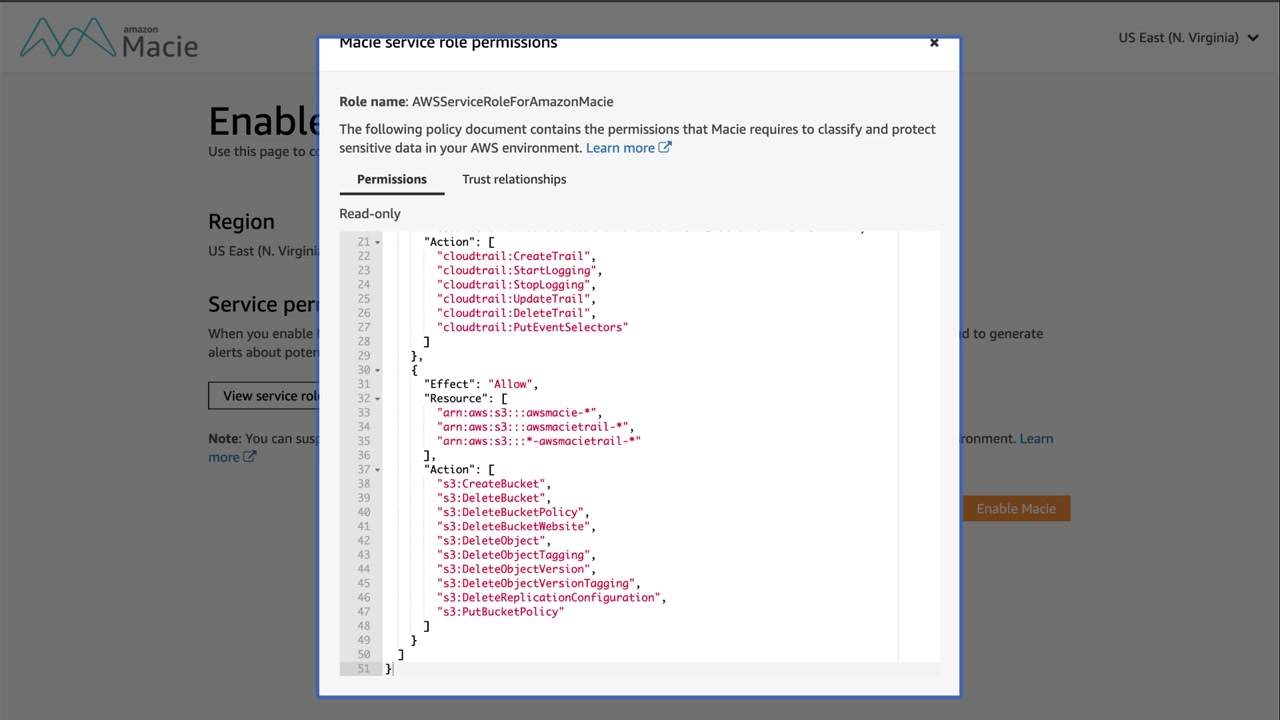 amazon
Macie
US East (N. Virginia)
Macie service role permissions
Role name: AWSServiceRoleForAmazonMacie
Enable
Use this page to c
The following policy document contains the permissions that Macie requires to classify and protect
sensitive data in your AWS environment. Learn more
Permissions
Trust relationships
Read-only
Region
US East (N. Virginia
Service per
When you enable
d to generate
alerts about poten
View service rol
Note: You can sus
ronment. Learn
more
Enable Macie
21 "Action": [
22 "cloudtrail:CreateTrail",
23 "cloudtrail:StartLogging",
24 "cloudtrail:StopLogging",
25 "cloudtrail:UpdateTrail",
26 "cloudtrail:DeleteTrail",
27 "cloudtrail:PutEventSelectors"
28 ]
29 },
30 {
31 "Effect": "Allow",
32 "Resource": [
33 "arn:aws:s3:::awsmacie-*",
34 "arn:aws:s3:::awsmacietrail-*",
35 "arn:aws:s3:::*-awsmacietrail-*"
36 ],
37 "Action": [
38 "s3:CreateBucket",
39 "s3:DeleteBucket",
40 "s3:DeleteBucketPolicy",
41 "s3:DeleteBucketWebsite",
42 "s3:DeleteObject",
43 "s3:DeleteObjectTagging",
44 "s3:DeleteObjectVersion",
45 "s3:DeleteObjectVersionTagging",
46 "s3:DeleteReplicationConfiguration",
47 "s3:PutBucketPolicy"
48 ]
49 }
50 ]
51 }